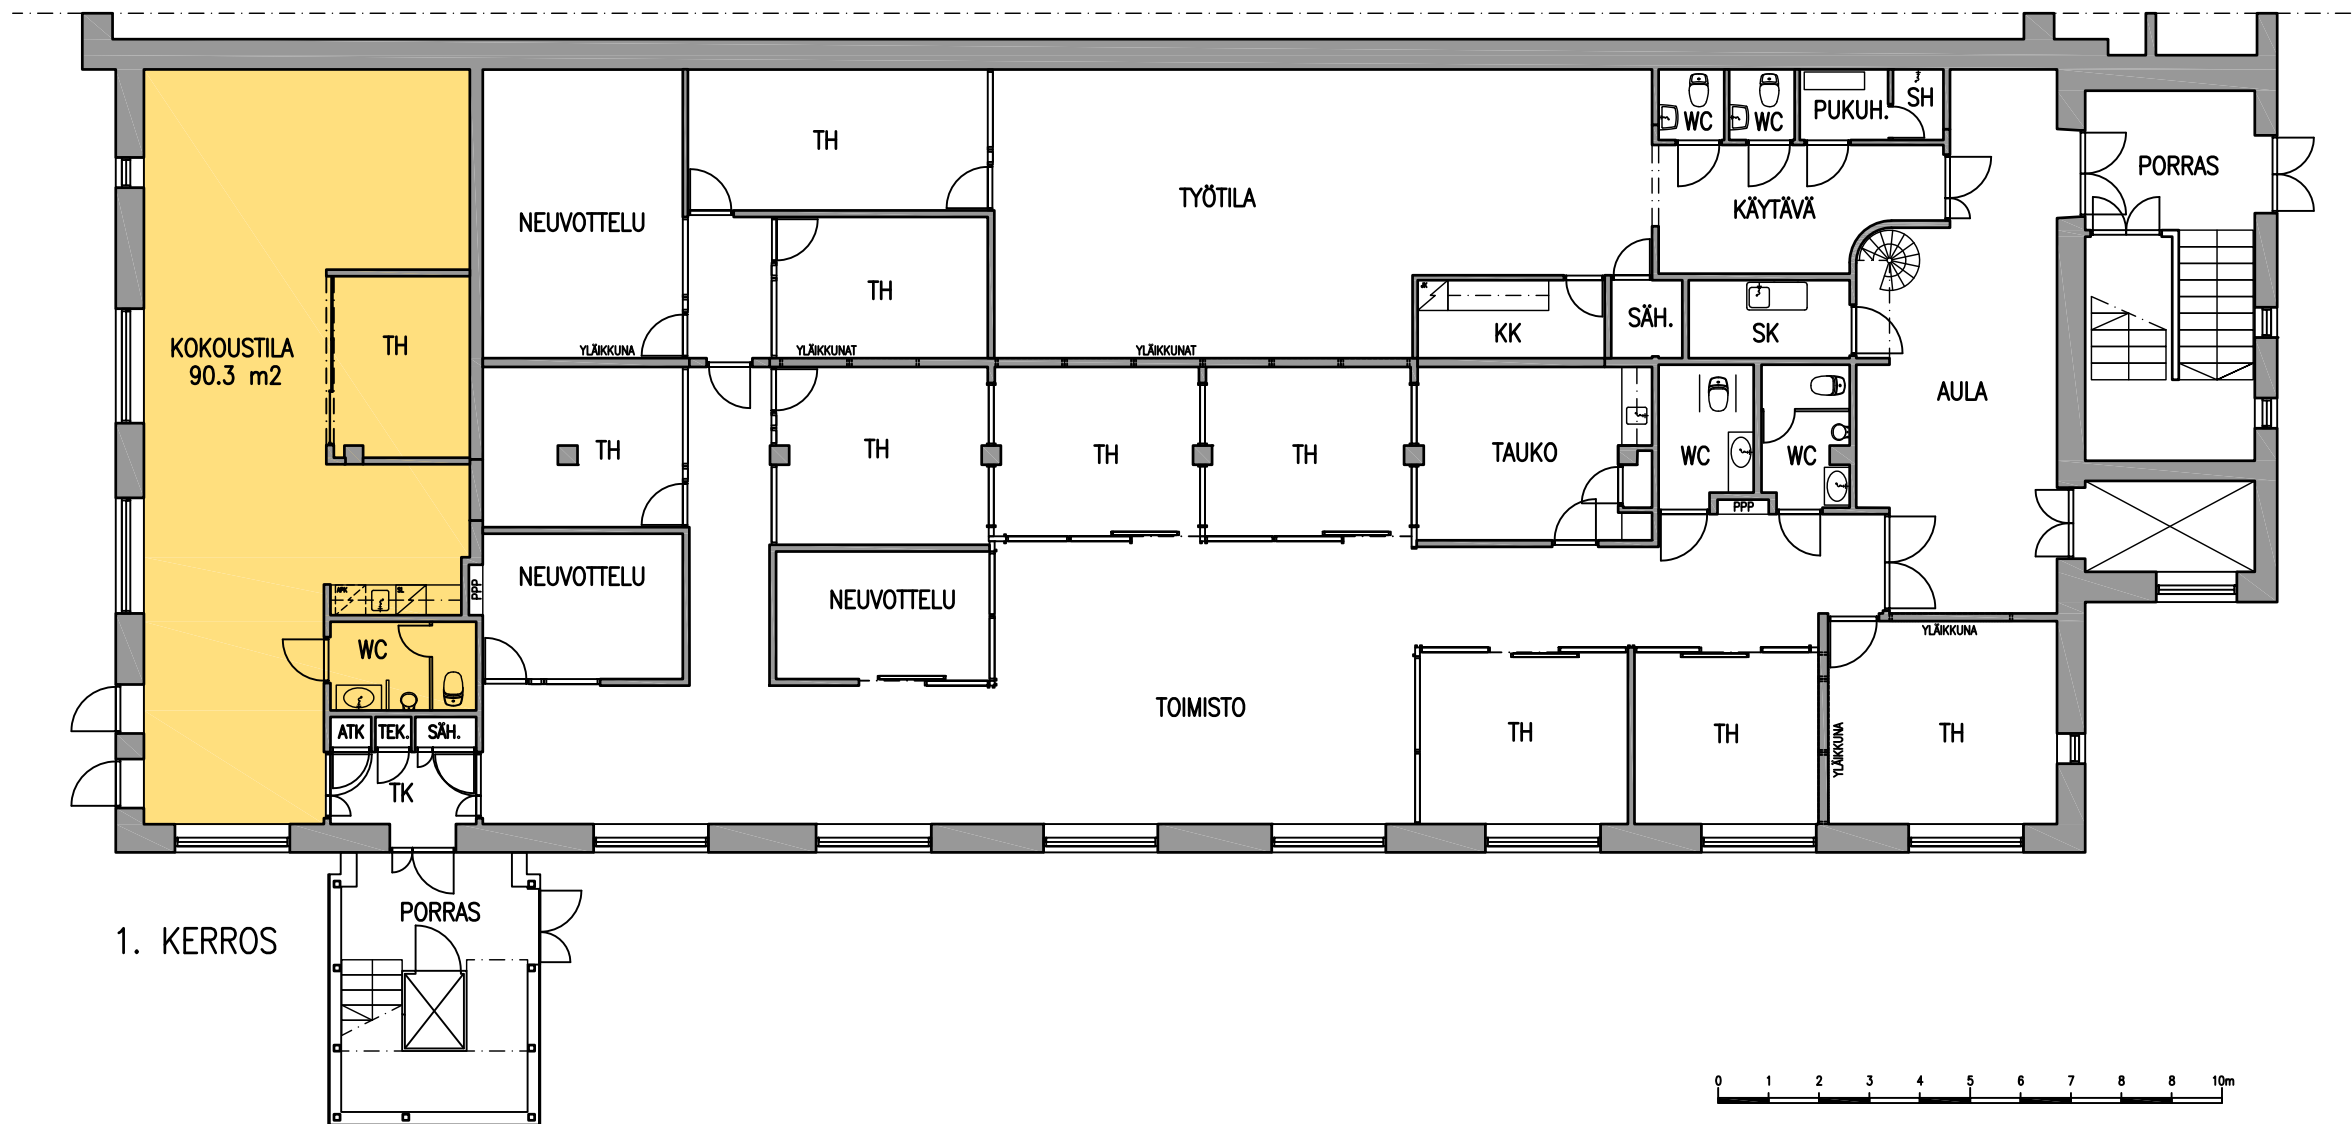 WC
WC
PUKUH.
SH
TH
PORRAS
TYÖTILA
KÄYTÄVÄ
NEUVOTTELU
TH
SÄH.
KK
SK
KOKOUSTILA
90.3 m2
TH
YLÄIKKUNA
YLÄIKKUNAT
YLÄIKKUNAT
AULA
TH
TH
TH
TH
TAUKO
WC
WC
PPP
NEUVOTTELU
PPP
NEUVOTTELU
YLÄIKKUNA
WC
TOIMISTO
ATK
TEK.
SÄH.
TH
TH
TH
YLÄIKKUNA
TK
PORRAS
1. KERROS
0 1 2 3 4 5 6 7 8 8 10m